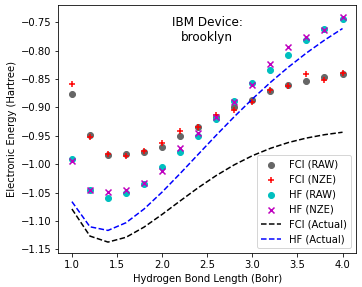 IBM Device:
brooklyn
Electronic Energy (Hartree)
−0.75
−0.80
−0.85
−0.90
−0.95
−1.00
−1.05
−1.10
−1.15
FCI (RAW)
FCI (NZE)
HF (RAW)
HF (NZE)
FCI (Actual)
HF (Actual)
1.0 1.5 2.0 2.5 3.0 3.5 4.0
Hydrogen Bond Length (Bohr)